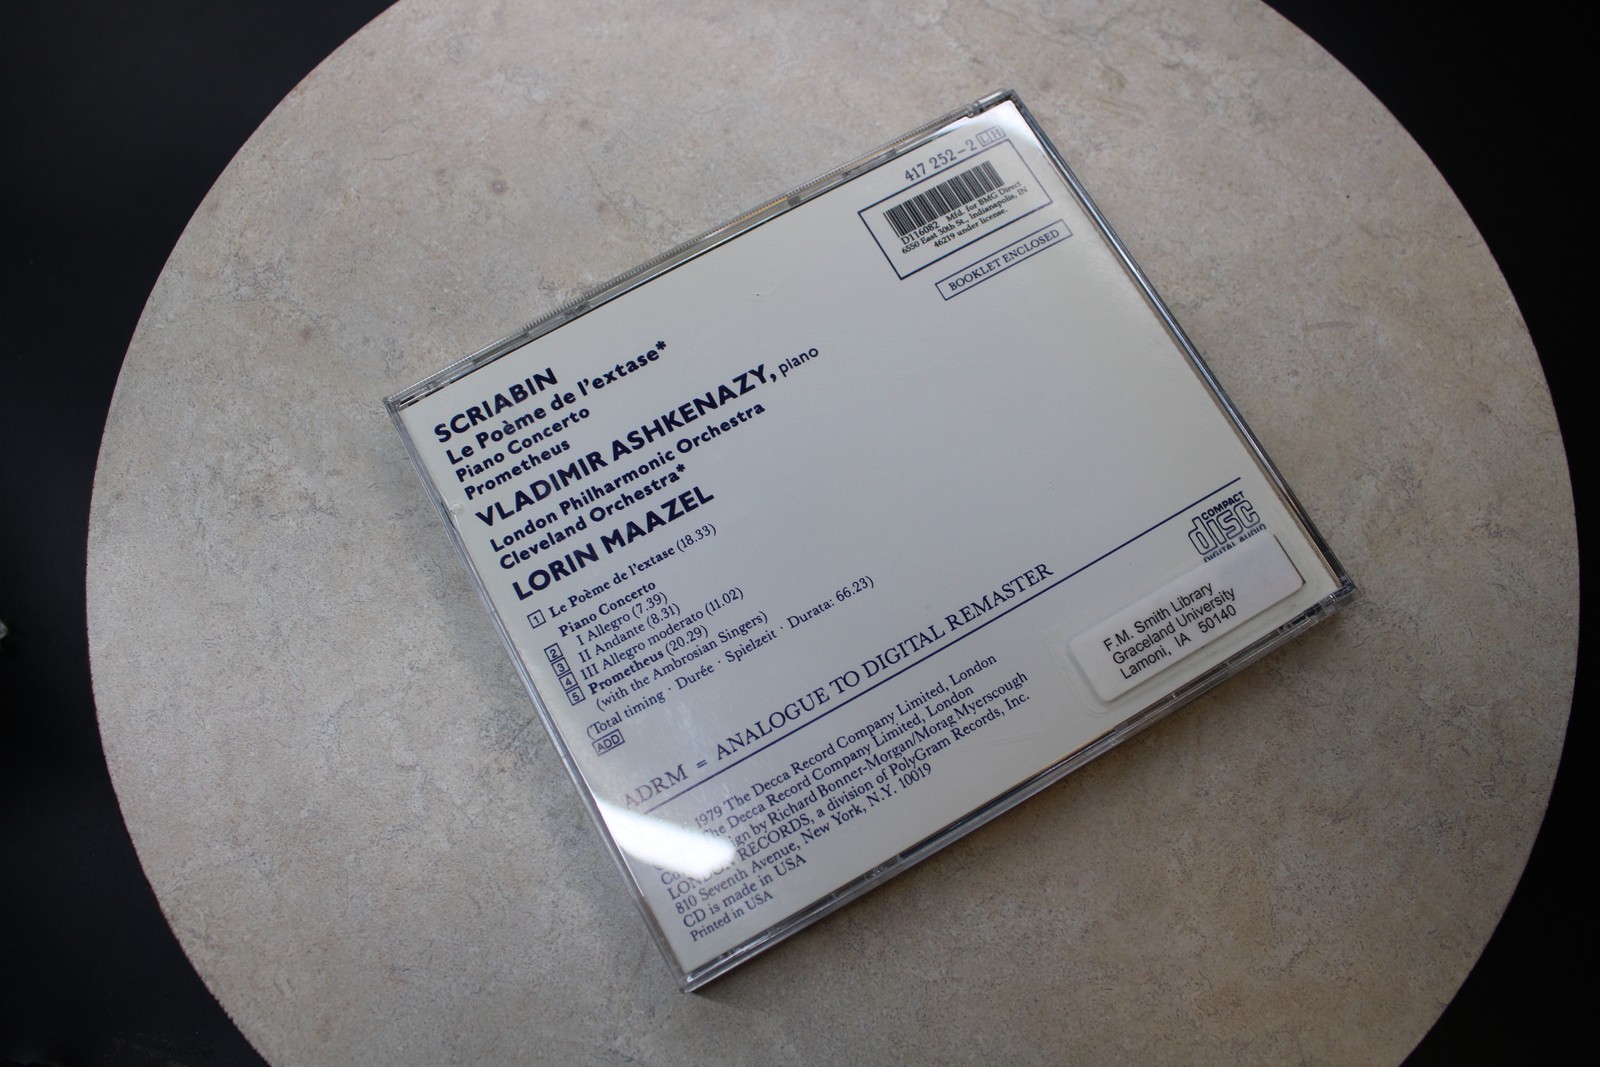 417 252-2 LH
D116082 Mfd. for BMG Direct
6550 East 30th St., Indianapolis, IN
46219 under license.
BOOKLET ENCLOSED
SCRIABIN
Le Poème de l'extase*
Piano Concerto
Prometheus
VLADIMIR ASHKENAZY, piano
London Philharmonic Orchestra
Cleveland Orchestra*
LORIN MAAZEL
1 Le Poème de l'extase (18.33)
Piano Concerto
2 I Allegro (7.39)
3 II Andante (8.31)
4 III Allegro moderato (11.02)
5 Prometheus (20.29)
(with the Ambrosian Singers)
(Total timing · Durée · Spielzeit · Durata: 66.23)
ADD
COMPACT
disc
DIGITAL AUDIO
ADRM = ANALOGUE TO DIGITAL REMASTER
F.M. Smith Library
Graceland University
Lamoni, IA 50140
1979 The Decca Record Company Limited, London
The Decca Record Company Limited, London
by Richard Bonner-Morgan/Morag Myerscough
LONDON RECORDS, a division of PolyGram Records, Inc.
810 Seventh Avenue, New York, N.Y. 10019
CD is made in USA
Printed in USA